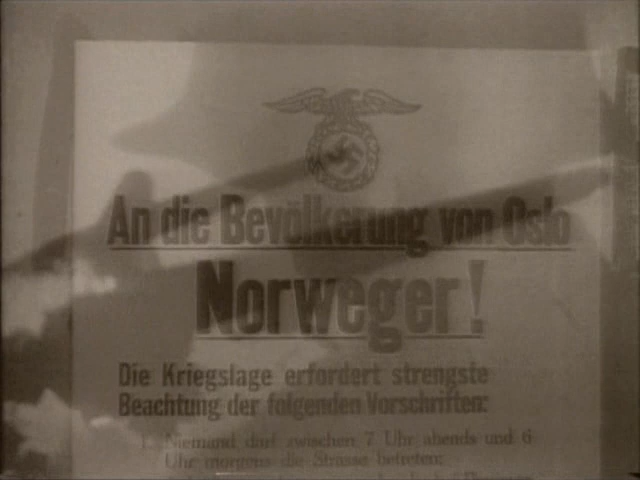 An die Bevölkerung von Oslo
Norweger!
Die Kriegslage erfordert strengste
Beachtung der folgenden Vorschriften:
1. Niemand darf zwischen 7 Uhr abends und 6
Uhr morgens die Strasse betreten;